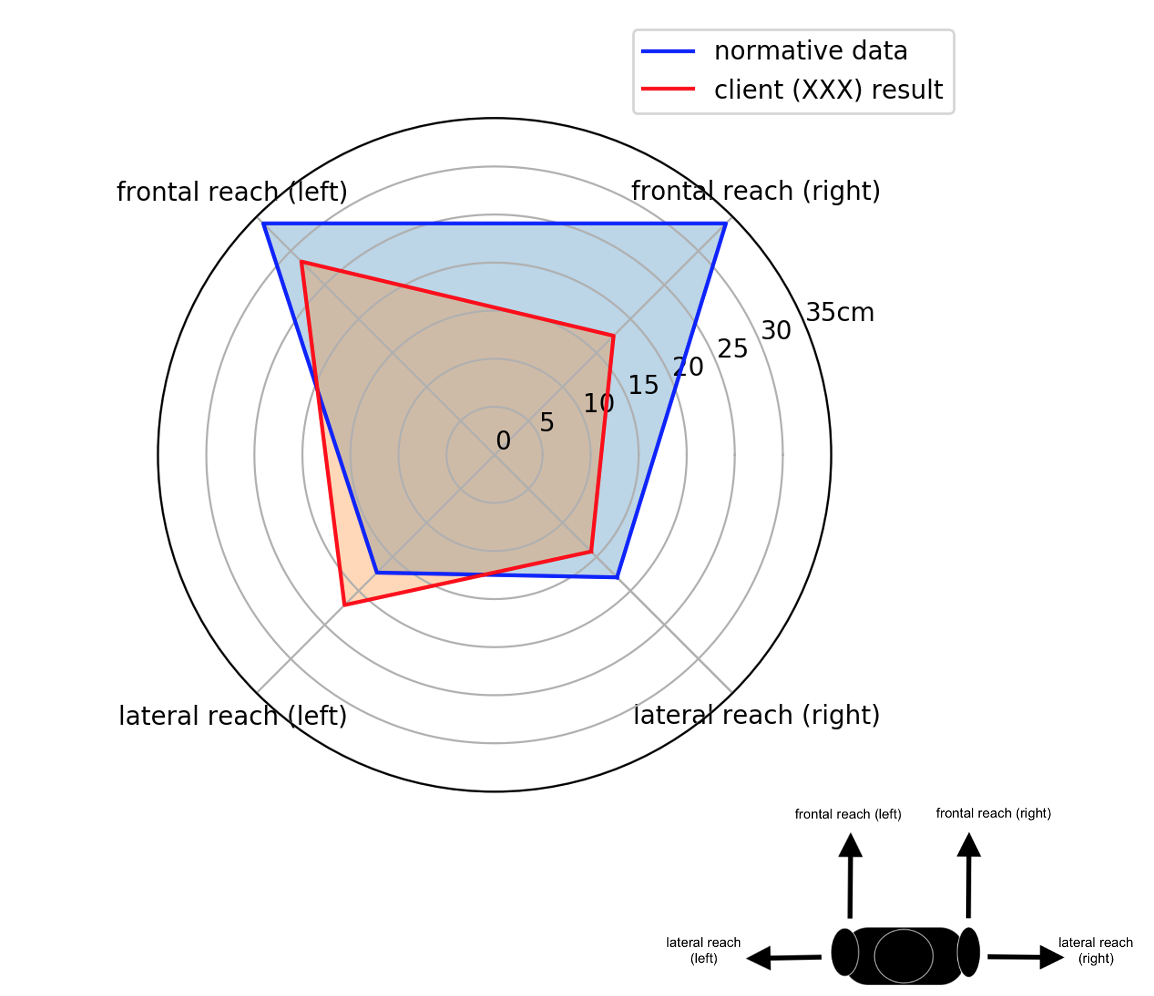 normative data
client (XXX) result
frontal reach (left)
frontal reach (right)
35cm
30
25
20
15
10
5
0
lateral reach (left)
lateral reach (right)
frontal reach (left)
frontal reach (right)
lateral reach
(left)
lateral reach
(right)